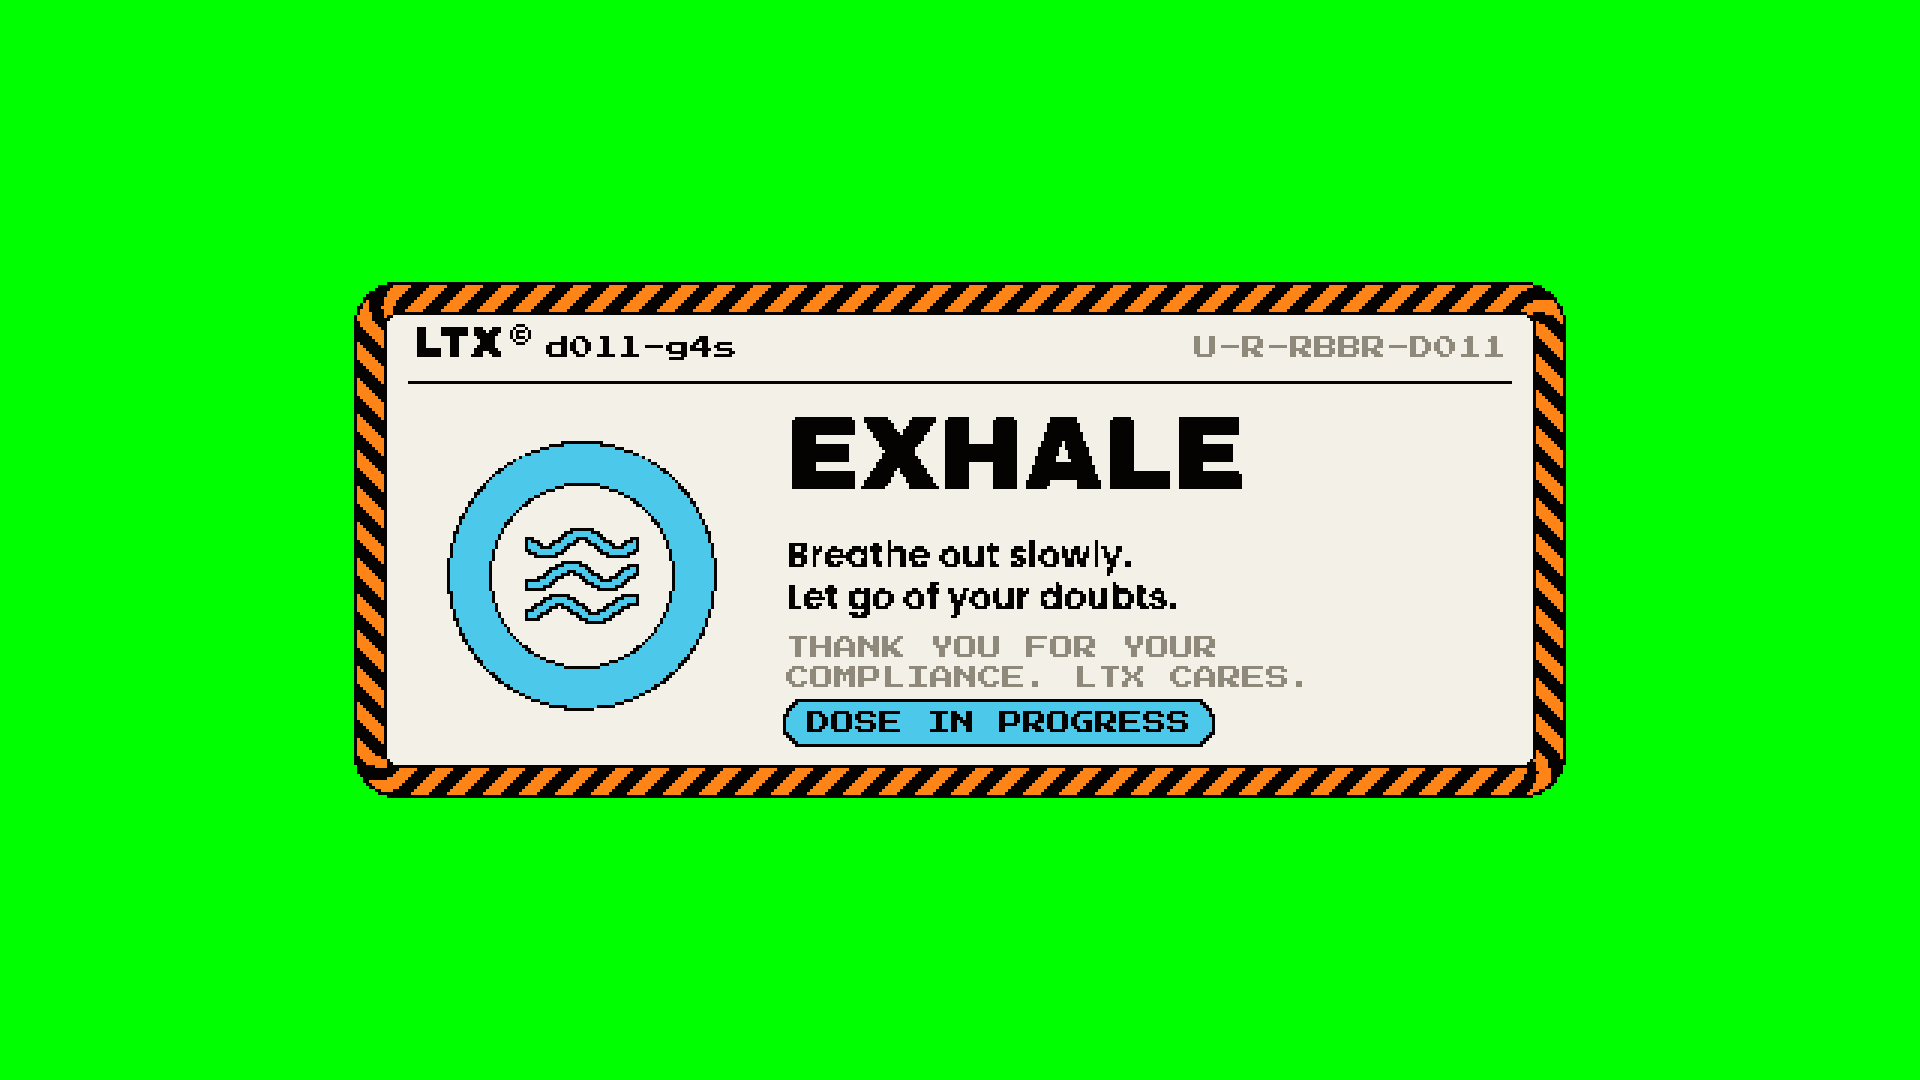 LTX© d0ll-g4s
U-R-RBBR-D011
EXHALE
Breathe out slowly.
Let go of your doubts.
THANK YOU FOR YOUR
COMPLIANCE. LTX CARES.
DOSE IN PROGRESS